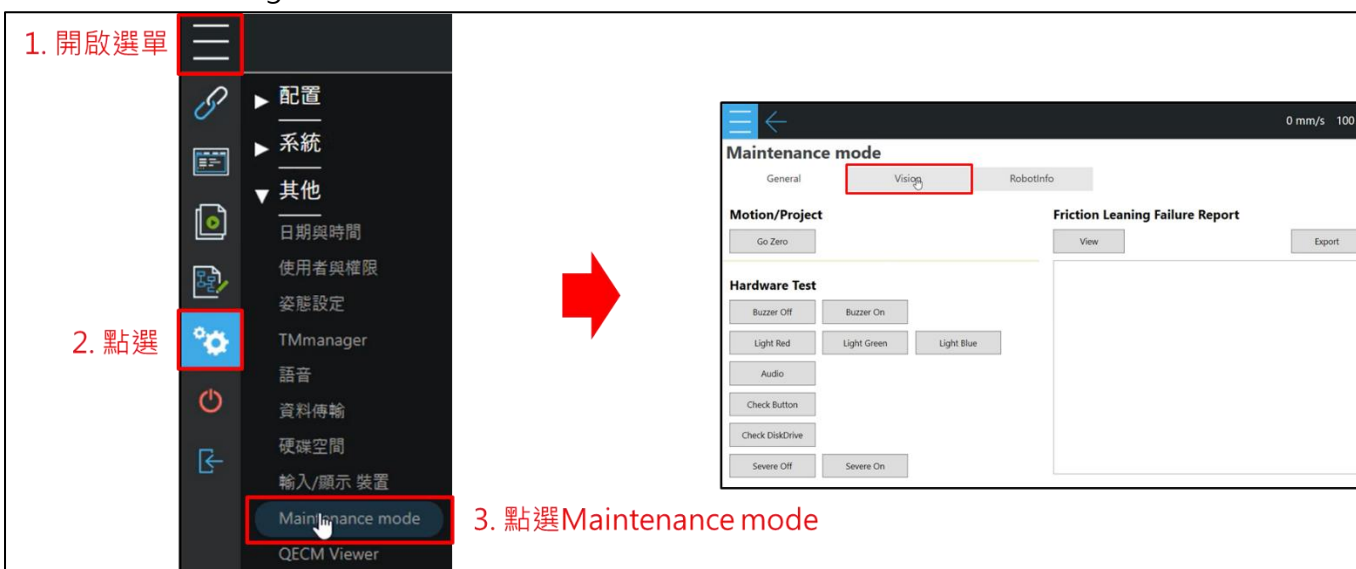 1. 開啟選單
配置
系統
其他
日期與時間
使用者與權限
姿態設定
2. 點選
TMmanager
語音
資料傳輸
硬碟空間
輸入/顯示 裝置
Maintenance mode
3. 點選Maintenance mode
QECM Viewer
0 mm/s 100
Maintenance mode
General Vision RobotInfo
Motion/Project Friction Leaning Failure Report
Go Zero View Export
Hardware Test
Buzzer Off Buzzer On
Light Red Light Green Light Blue
Audio
Check Button
Check DiskDrive
Severe Off Severe On